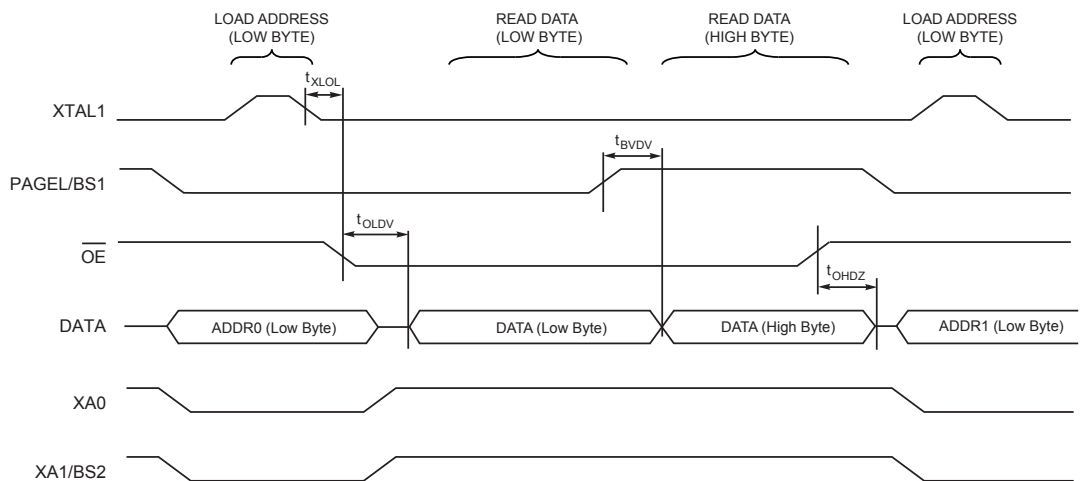 LOAD ADDRESS
(LOW BYTE)
READ DATA
(LOW BYTE)
READ DATA
(HIGH BYTE)
LOAD ADDRESS
(LOW BYTE)
tXLOL
XTAL1
tBVDV
PAGEL/BS1
tOLDV
OE
tOHDZ
DATA
ADDR0 (Low Byte)
DATA (Low Byte)
DATA (High Byte)
ADDR1 (Low Byte)
XA0
XA1/BS2